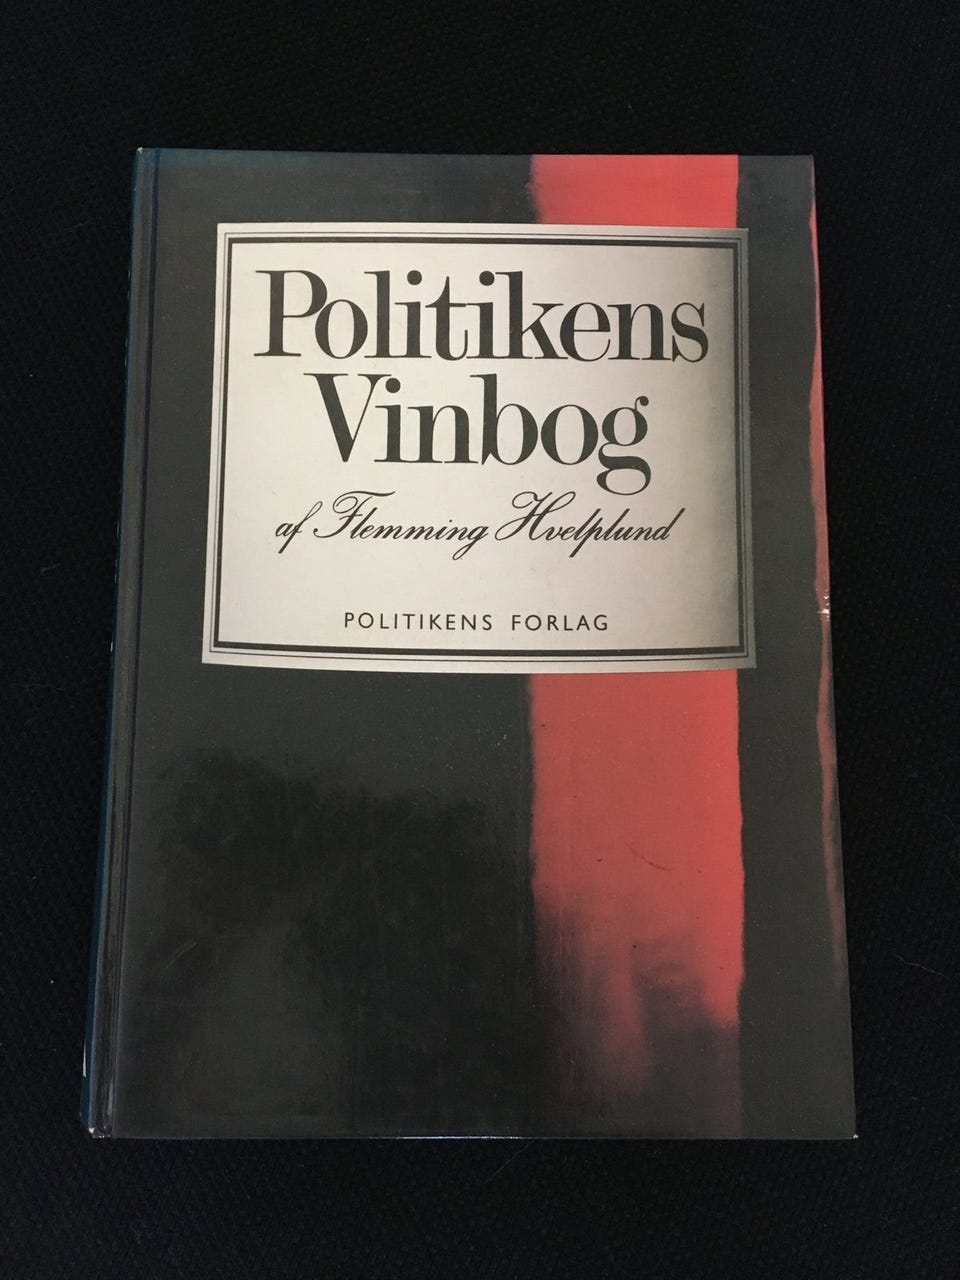 Politikens
Vinbog
af Flemming Hvelplund
POLITIKENS FORLAG